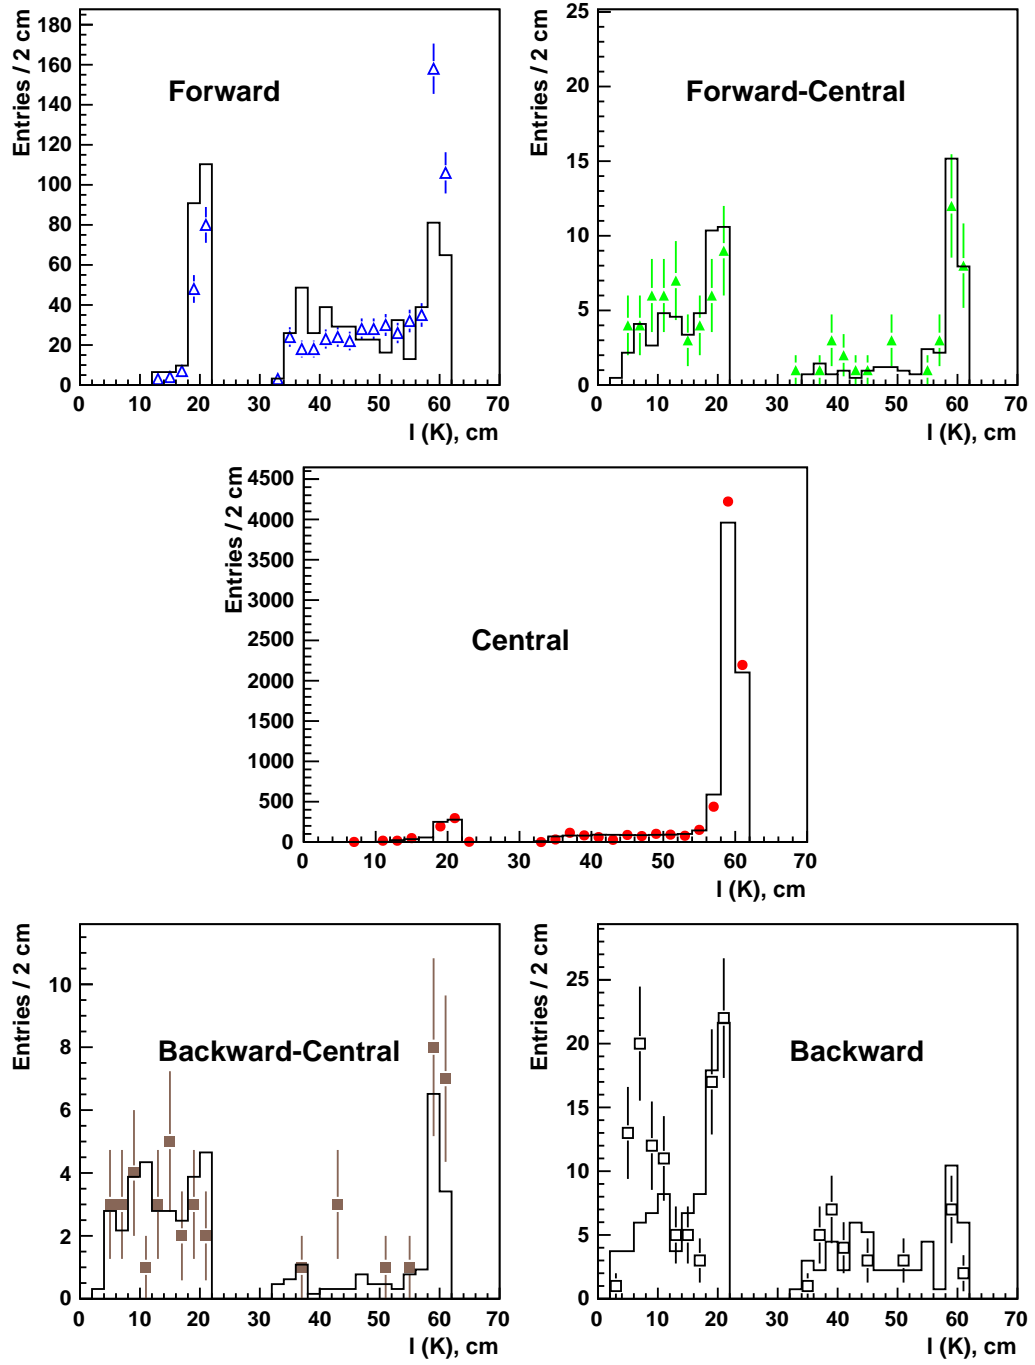 Entries / 2 cm
180
160
140
120
100
80
60
40
20
0
Forward
0 10 20 30 40 50 60 70
l (K), cm
Entries / 2 cm
25
20
15
10
5
0
Forward-Central
0 10 20 30 40 50 60 70
l (K), cm
Entries / 2 cm
4500
4000
3500
3000
2500
2000
1500
1000
500
0
Central
0 10 20 30 40 50 60 70
l (K), cm
Entries / 2 cm
10
8
6
4
2
0
Backward-Central
0 10 20 30 40 50 60 70
l (K), cm
Entries / 2 cm
25
20
15
10
5
0
Backward
0 10 20 30 40 50 60 70
l (K), cm